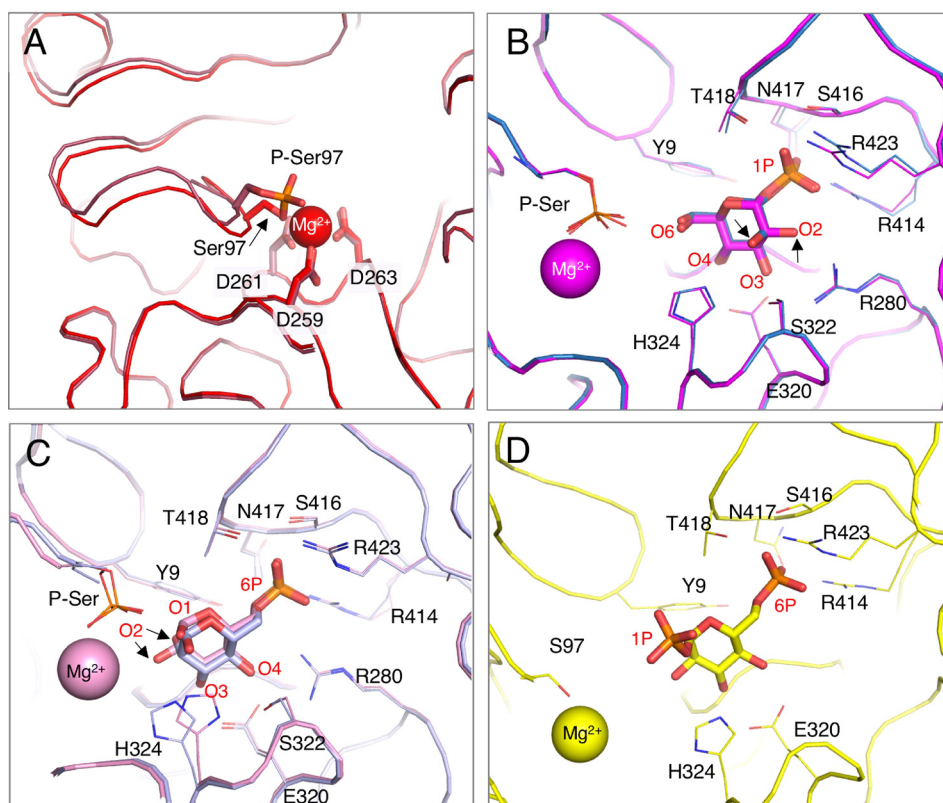 A
P-Ser97
Mg2+
Ser97
D261
D263
D259
B
T418
N417
S416
Y9
1P
R423
P-Ser
R414
O6
O2
Mg2+
O4
O3
R280
H324
S322
E320
C
T418
N417
S416
R423
Y9
6P
P-Ser
O1
R414
O2
Mg2+
O4
O3
R280
H324
S322
E320
D
T418
N417
S416
R423
Y9
6P
R414
1P
S97
Mg2+
H324
E320